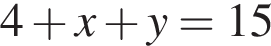 4 + x + y = 15